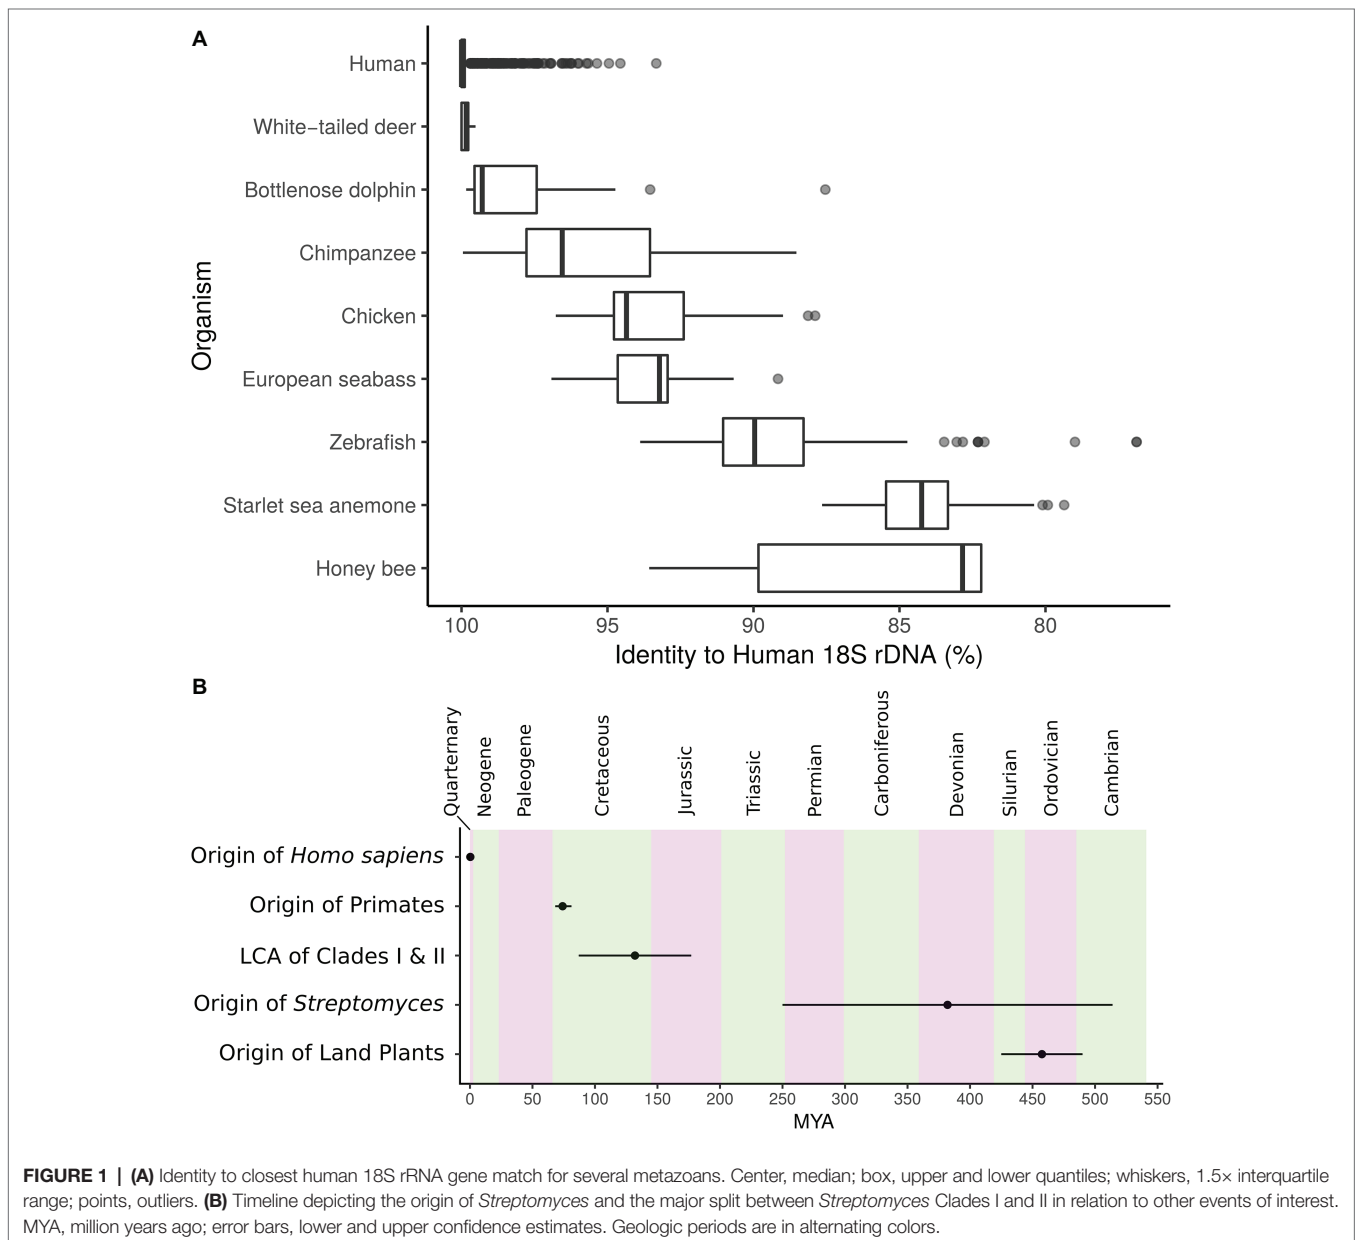 A
Human
White-tailed deer
Bottlenose dolphin
Chimpanzee
Chicken
European seabass
Zebrafish
Starlet sea anemone
Honey bee
Organism
100 95 90 85 80
Identity to Human 18S rDNA (%)
B
Quarternary
Neogene
Paleogene
Cretaceous
Jurassic
Triassic
Permian
Carboniferous
Devonian
Silurian
Ordovician
Cambrian
Origin of Homo sapiens
Origin of Primates
LCA of Clades I & II
Origin of Streptomyces
Origin of Land Plants
0 50 100 150 200 250 300 350 400 450 500 550
MYA
FIGURE 1 | (A) Identity to closest human 18S rRNA gene match for several metazoans. Center, median; box, upper and lower quantiles; whiskers, 1.5× interquartile
range; points, outliers. (B) Timeline depicting the origin of Streptomyces and the major split between Streptomyces Clades I and II in relation to other events of interest.
MYA, million years ago; error bars, lower and upper confidence estimates. Geologic periods are in alternating colors.